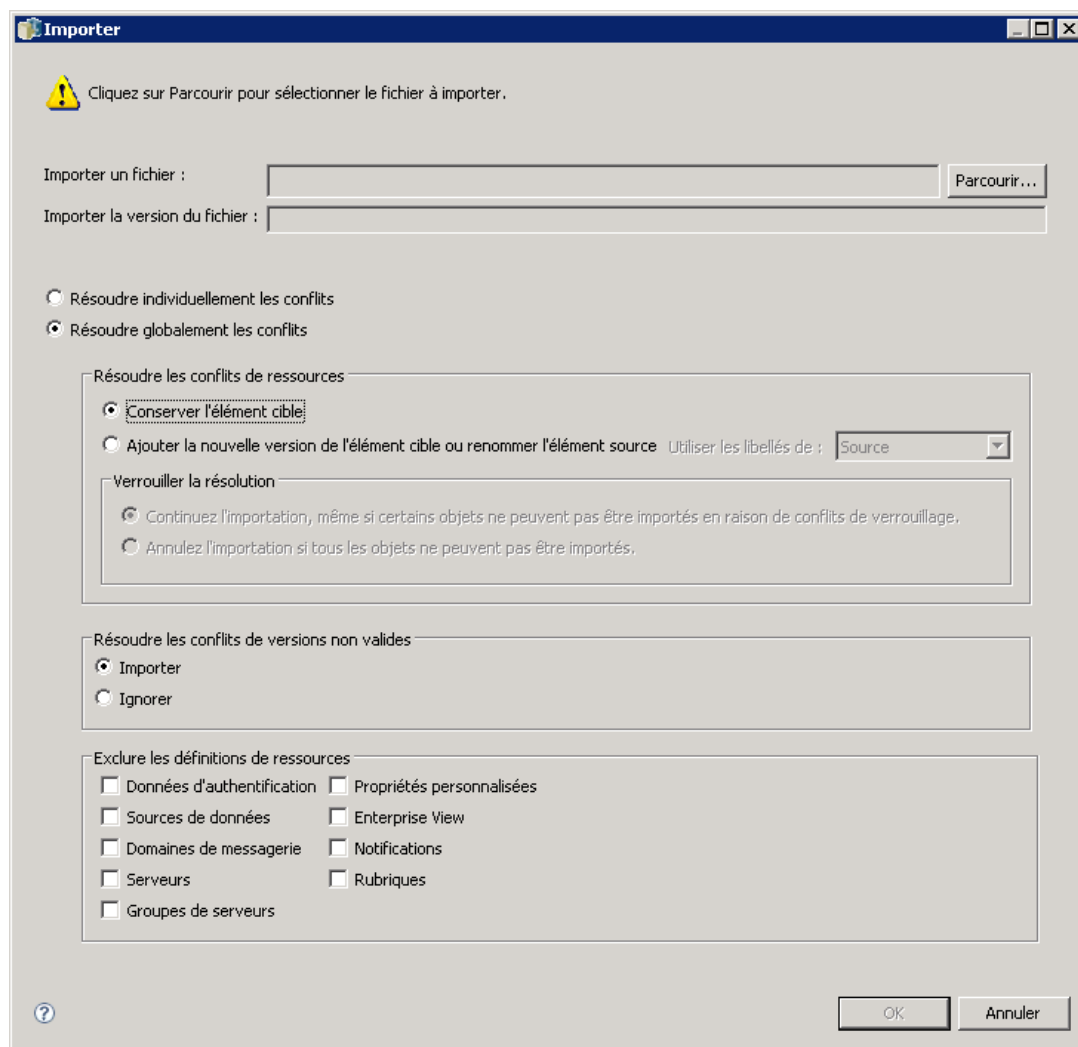 Importer
Cliquez sur Parcourir pour sélectionner le fichier à importer.
Importer un fichier :
Parcourir...
Importer la version du fichier :
Résoudre individuellement les conflits
Résoudre globalement les conflits
Résoudre les conflits de ressources
Conserver l'élément cible
Ajouter la nouvelle version de l'élément cible ou renommer l'élément source Utiliser les libellés de : Source
Verrouiller la résolution
Continuez l'importation, même si certains objets ne peuvent pas être importés en raison de conflits de verrouillage.
Annulez l'importation si tous les objets ne peuvent pas être importés.
Résoudre les conflits de versions non valides
Importer
Ignorer
Exclure les définitions de ressources
Données d'authentification Propriétés personnalisées
Sources de données Enterprise View
Domaines de messagerie Notifications
Serveurs Rubriques
Groupes de serveurs
? OK Annuler